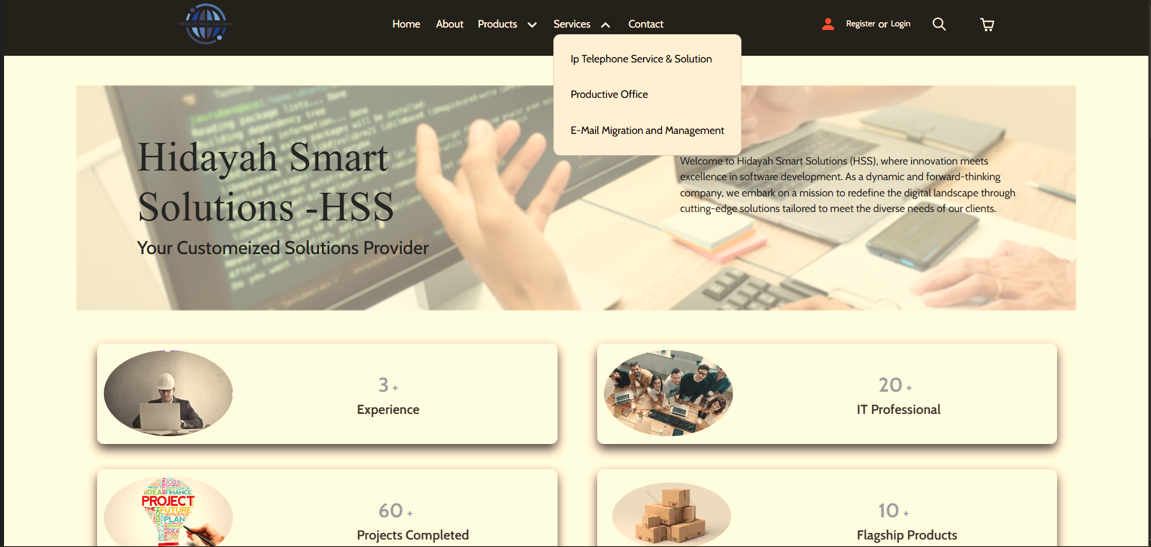 Home About Products Services Contact Register or Login
Ip Telephone Service & Solution
Productive Office
E-Mail Migration and Management
Hidayah Smart
Solutions -HSS
Your Customeized Solutions Provider
Welcome to Hidayah Smart Solutions (HSS), where innovation meets
excellence in software development. As a dynamic and forward-thinking
company, we embark on a mission to redefine the digital landscape through
cutting-edge solutions tailored to meet the diverse needs of our clients.
3 +
Experience
20 +
IT Professional
PROJECT
IDEA FINANCE
FUTURE
PLAN
60 +
Projects Completed
10 +
Flagship Products